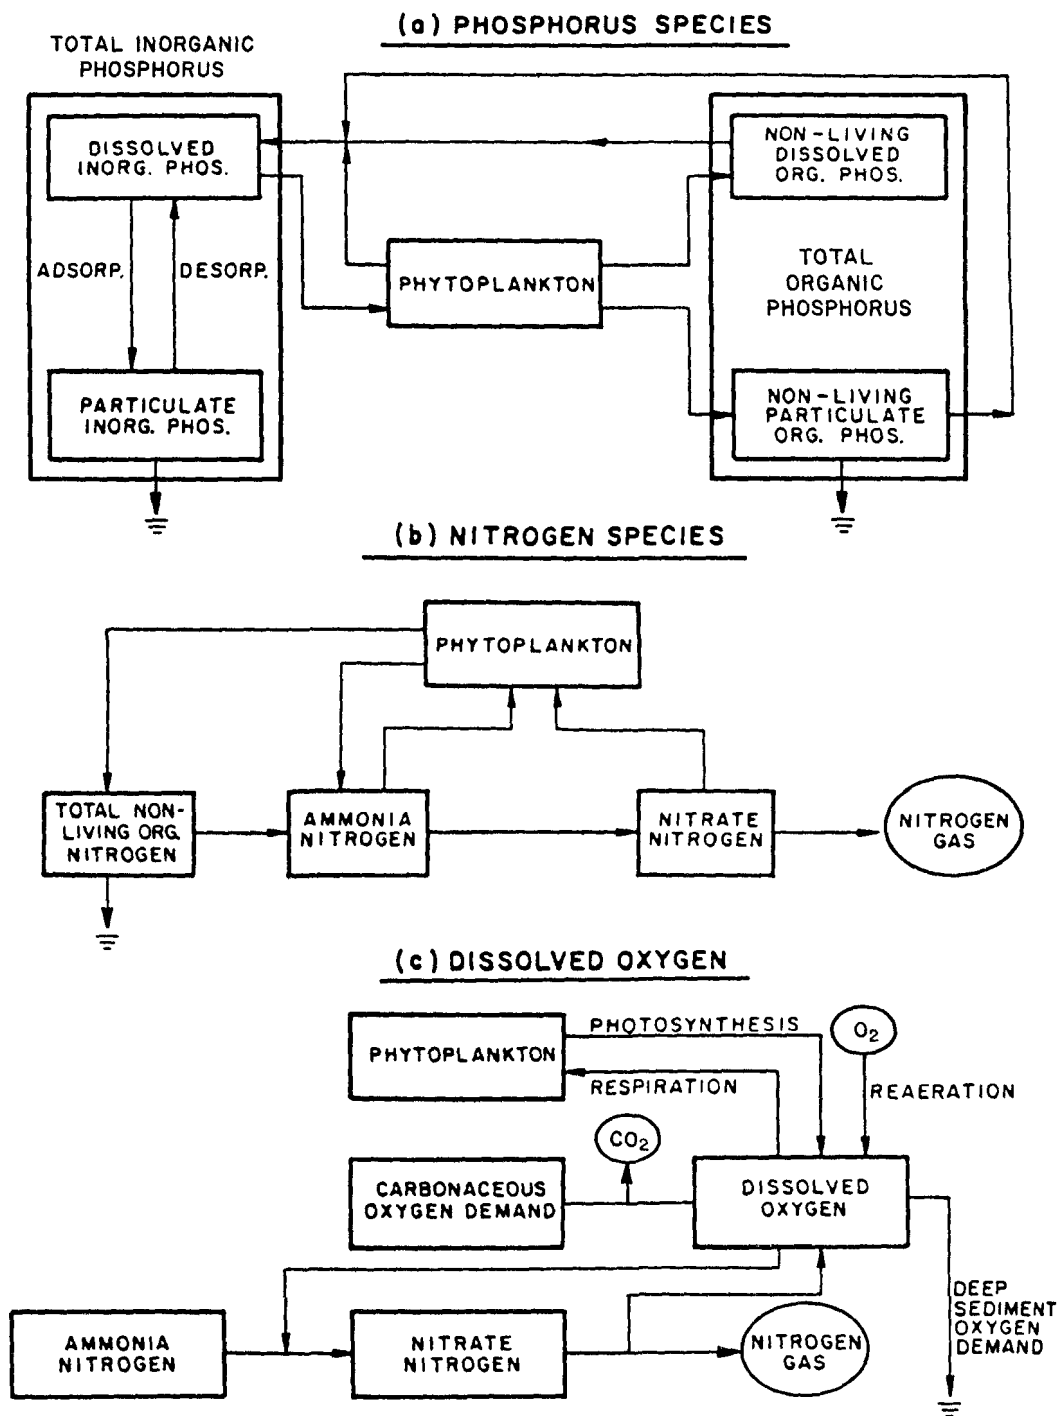 (a) PHOSPHORUS SPECIES
TOTAL INORGANIC
PHOSPHORUS
DISSOLVED
INORG. PHOS.
NON-LIVING
DISSOLVED
ORG. PHOS.
ADSORP.
DESORP.
PHYTOPLANKTON
TOTAL
ORGANIC
PHOSPHORUS
PARTICULATE
INORG. PHOS.
NON-LIVING
PARTICULATE
ORG. PHOS.
(b) NITROGEN SPECIES
PHYTOPLANKTON
TOTAL NON-
LIVING ORG.
NITROGEN
AMMONIA
NITROGEN
NITRATE
NITROGEN
NITROGEN
GAS
(c) DISSOLVED OXYGEN
PHYTOPLANKTON
PHOTOSYNTHESIS
RESPIRATION
O2
REAERATION
CO2
CARBONACEOUS
OXYGEN DEMAND
DISSOLVED
OXYGEN
DEEP
SEDIMENT
OXYGEN
DEMAND
AMMONIA
NITROGEN
NITRATE
NITROGEN
NITROGEN
GAS